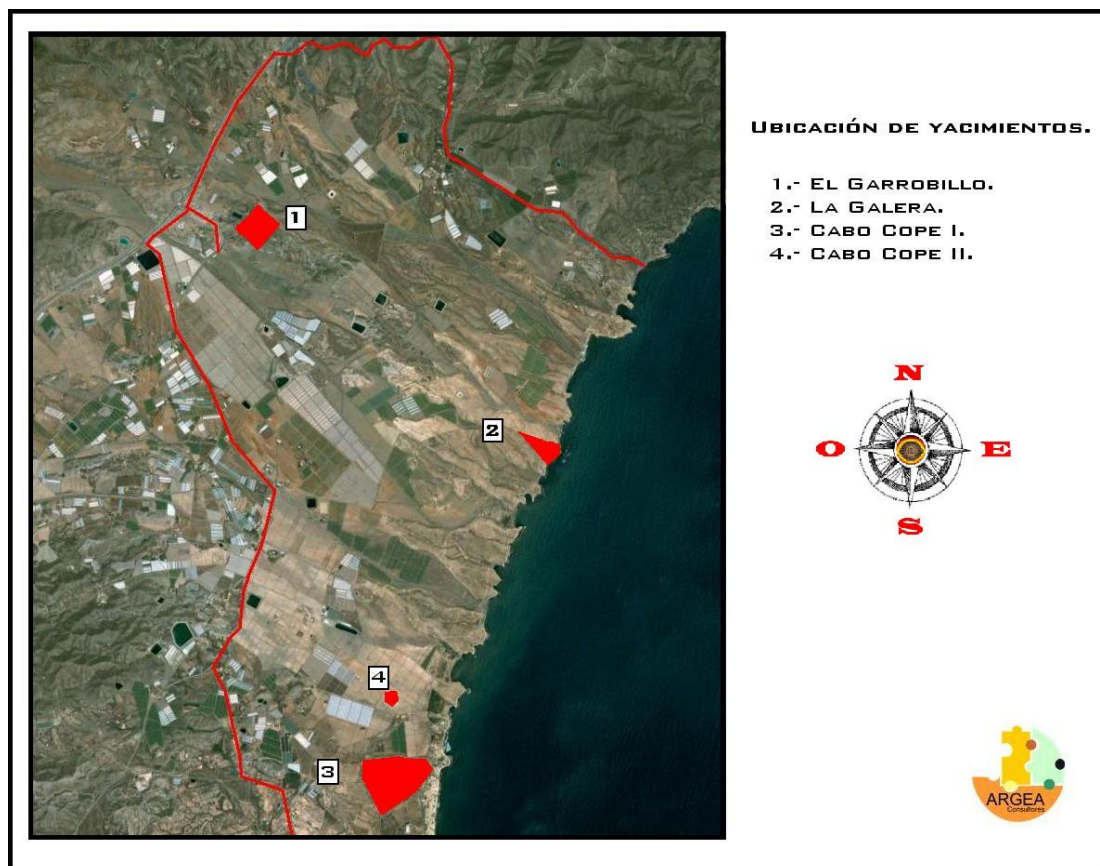 UBICACIÓN DE YACIMIENTOS.
1.- EL GARROBILLO.
2.- LA GALERA.
3.- CABO COPE I.
4.- CABO COPE II.
1
2
4
3
N
O E
S
ARGEA
Consultores